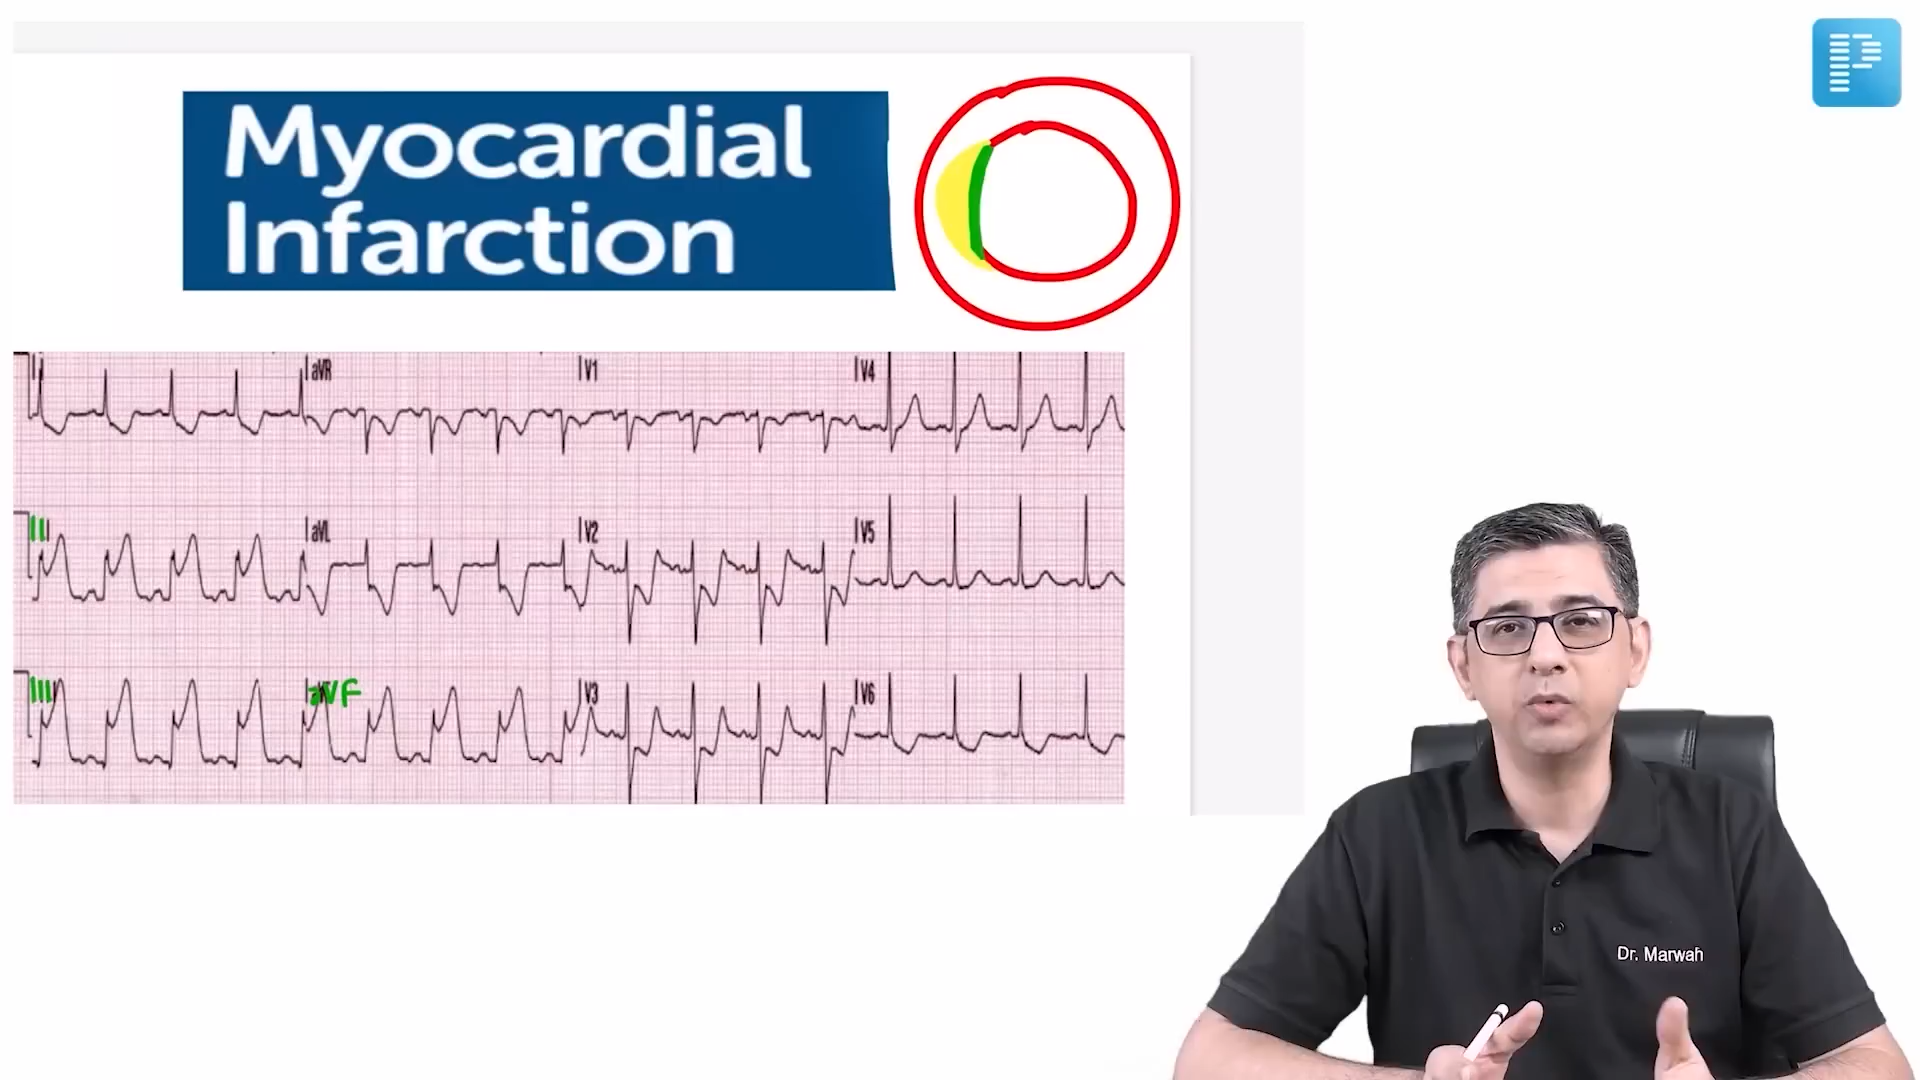 Myocardial
Infarction
I
aVR
V1
V4
II
aVL
V2
V5
III
aVF
V3
V6
Dr. Marwah
P